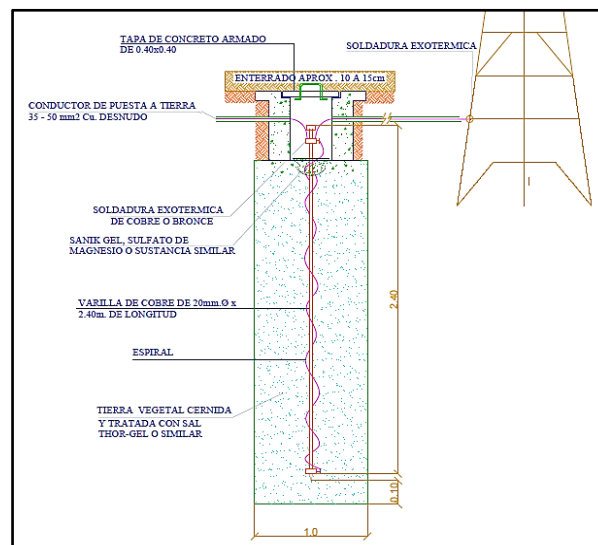 TAPA DE CONCRETO ARMADO
DE 0.40x0.40
SOLDADURA EXOTERMICA
ENTERRADO APROX . 10 A 15cm
CONDUCTOR DE PUESTA A TIERRA
35 - 50 mm2 Cu. DESNUDO
SOLDADURA EXOTERMICA
DE COBRE O BRONCE
SANIK GEL, SULFATO DE
MAGNESIO O SUSTANCIA SIMILAR
VARILLA DE COBRE DE 20mm.Ø x
2.40m. DE LONGITUD
2.40
ESPIRAL
TIERRA VEGETAL CERNIDA
Y TRATADA CON SAL
THOR-GEL O SIMILAR
0.10
1.0